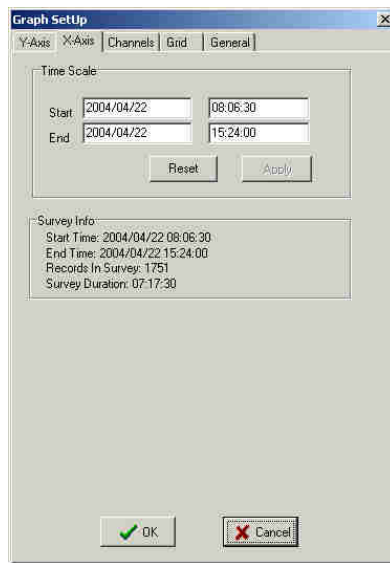 Graph SetUp
Y-Axis X-Axis Channels Grid General
Time Scale
Start 2004/04/22 08:06:30
End 2004/04/22 15:24:00
Reset Apply
Survey Info
Start Time: 2004/04/22 08:06:30
End Time: 2004/04/22 15:24:00
Records In Survey: 1751
Survey Duration: 07:17:30
OK Cancel